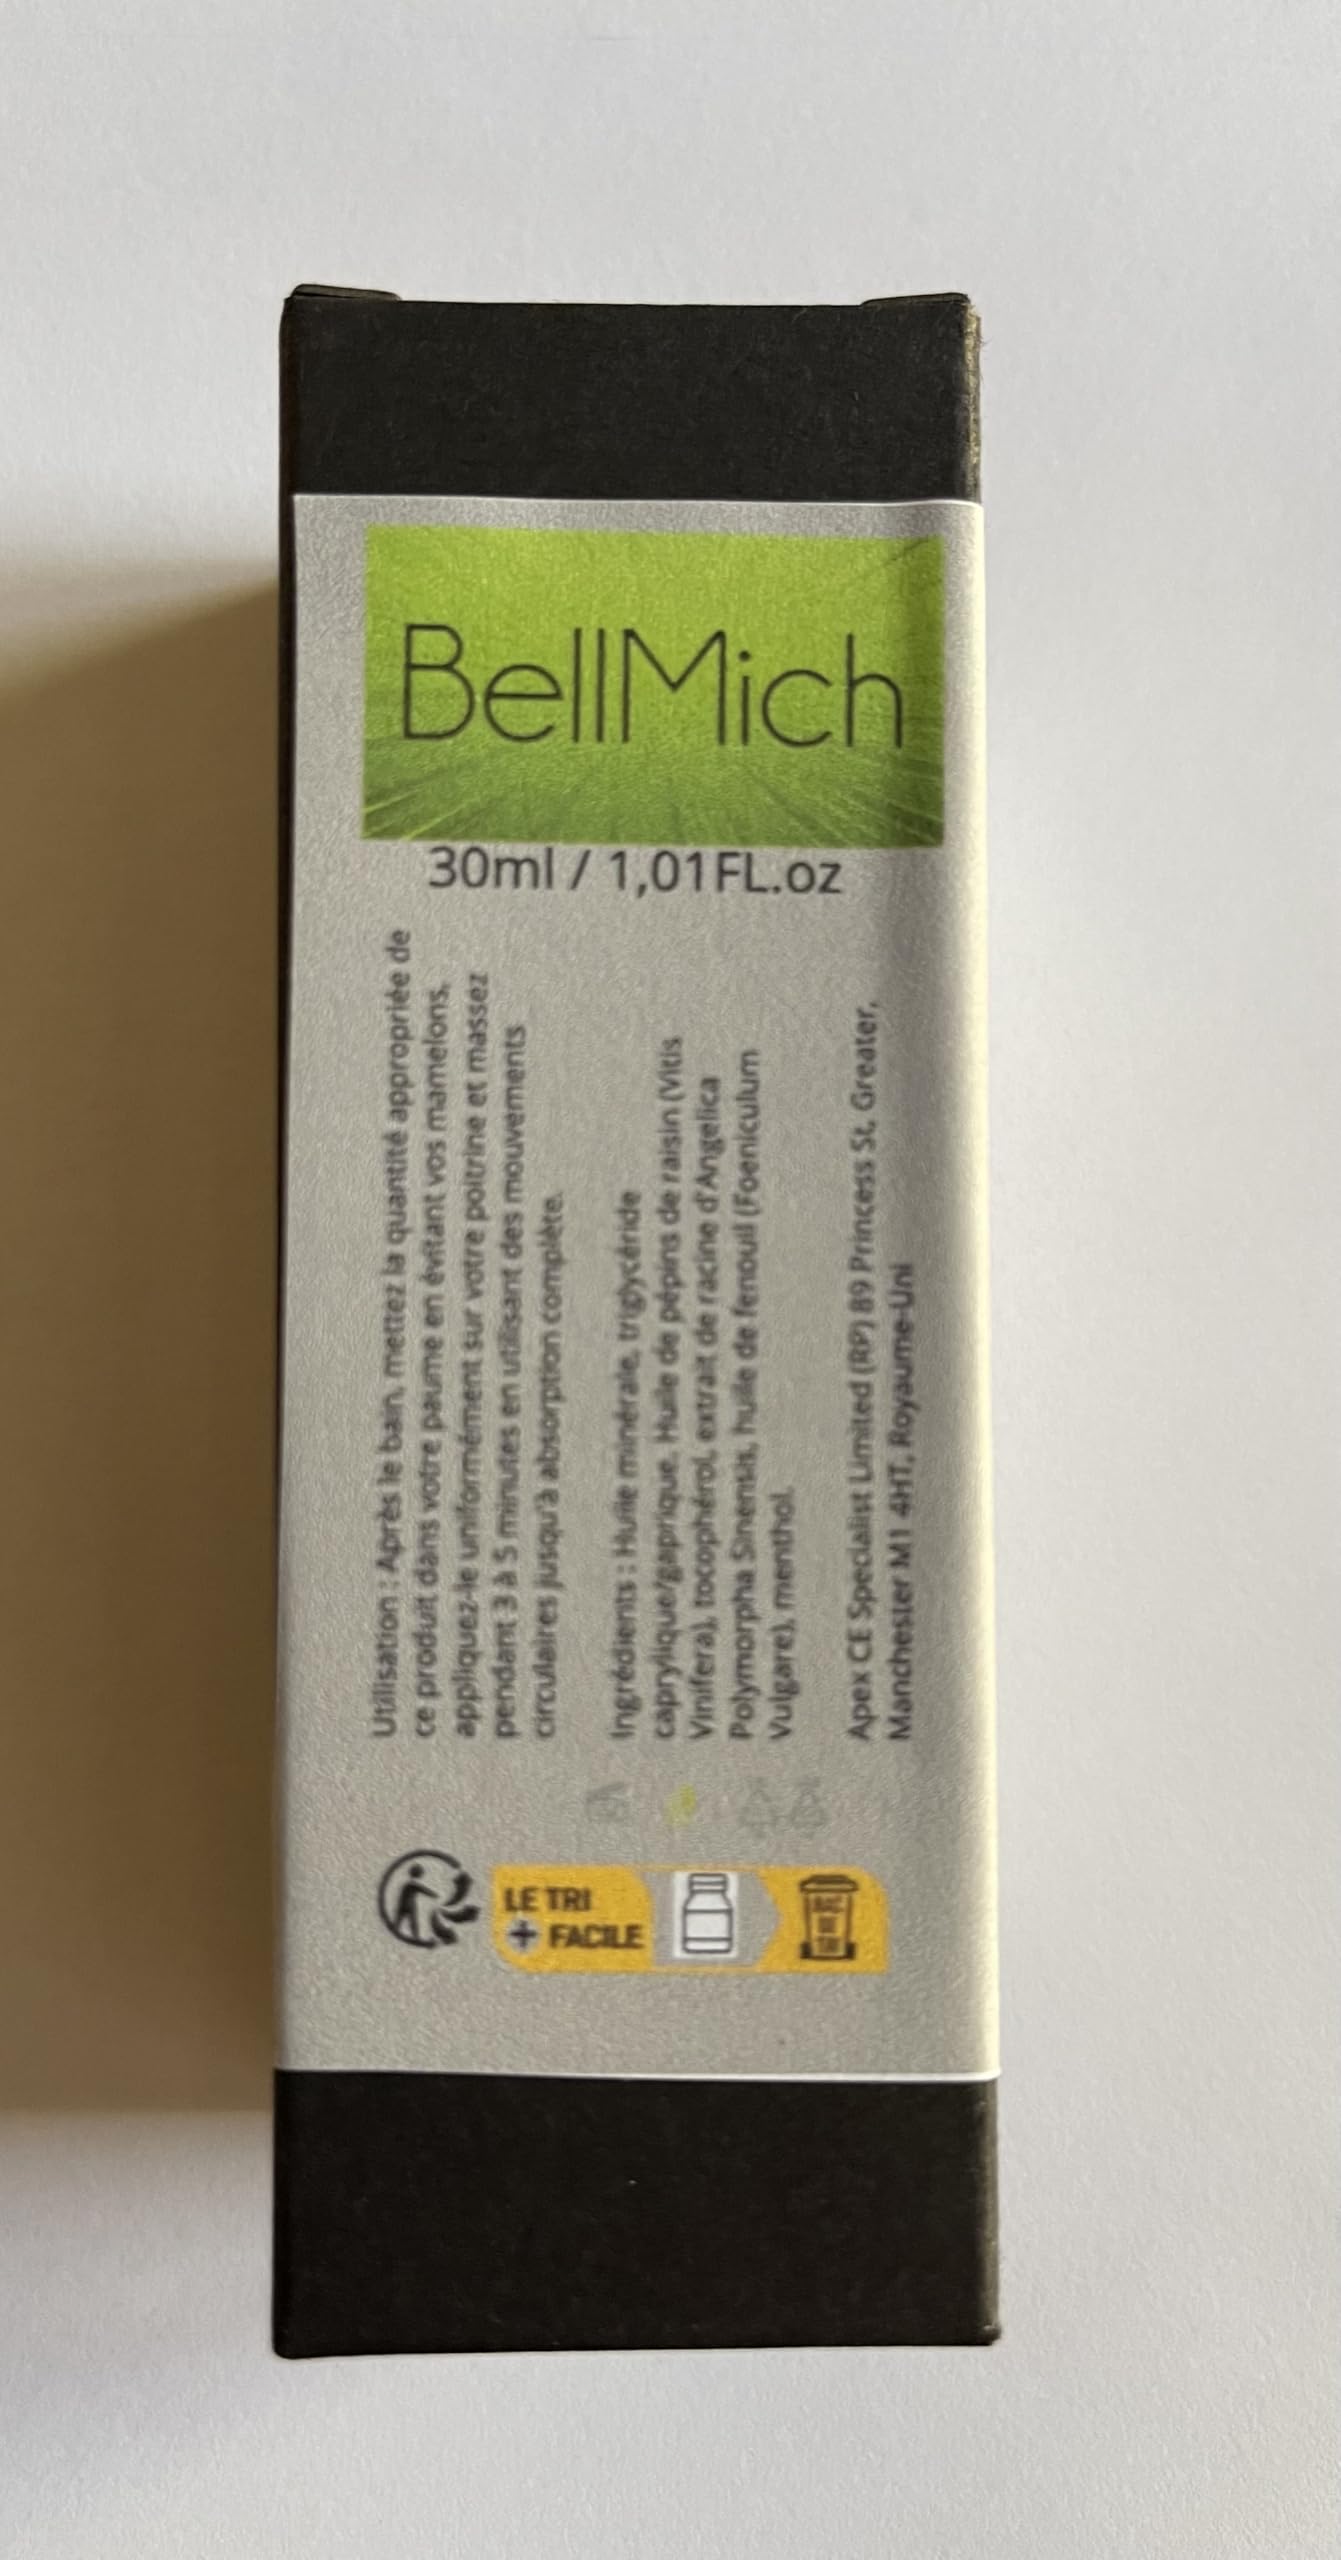 BellMich
30ml / 1,01FL.oz
Utilisation : Après le bain, mettez la quantité appropriée de
ce produit dans votre paume en évitant vos mamelons,
appliquez-le uniformément sur votre poitrine et massez
pendant 3 à 5 minutes en utilisant des mouvements
circulaires jusqu'à absorption complète.
Ingrédients : Huile minérale, triglycéride
caprylique/gaprique, Huile de pépins de raisin (Vitis
Vinifera), tocophérol, extrait de racine d'Angelica
Polymorpha Sinensis, huile de fenouil (Foeniculum
Vulgare), menthol.
Apex CE Specialist Limited (RP) 89 Princess St, Greater,
Manchester M1 4HT, Royaume-Uni
LE TRI
+ FACILE
BAC
DE
TRI